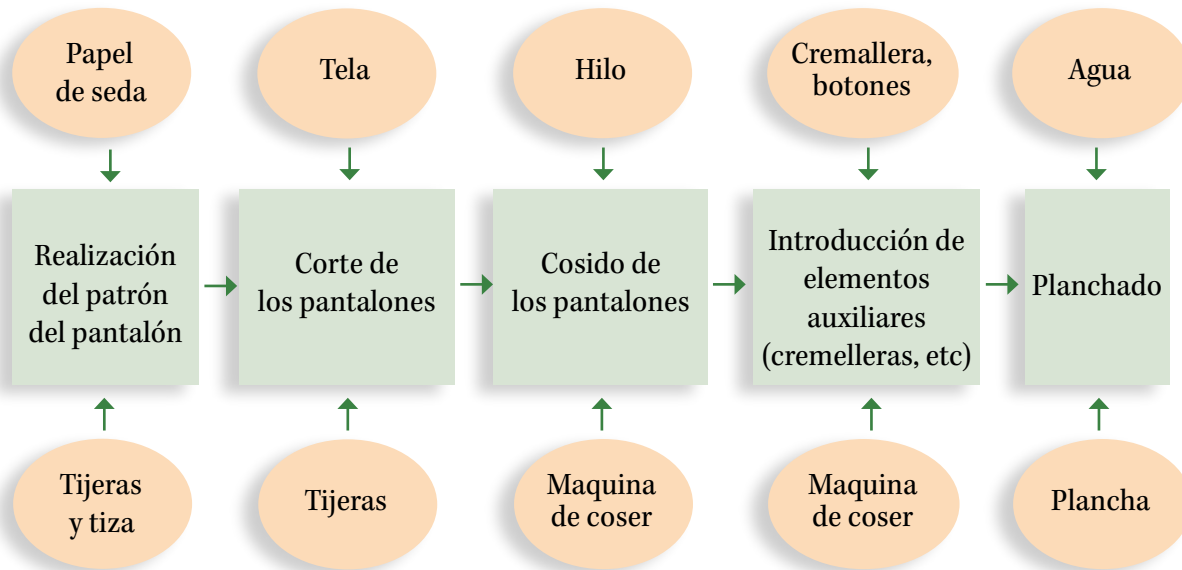 Papel
de seda
Tela
Hilo
Cremallera,
botones
Agua
Realización
del patrón
del pantalón
Corte de
los pantalones
Cosido de
los pantalones
Introducción de
elementos
auxiliares
(cremelleras, etc)
Planchado
Tijeras
y tiza
Tijeras
Maquina
de coser
Maquina
de coser
Plancha